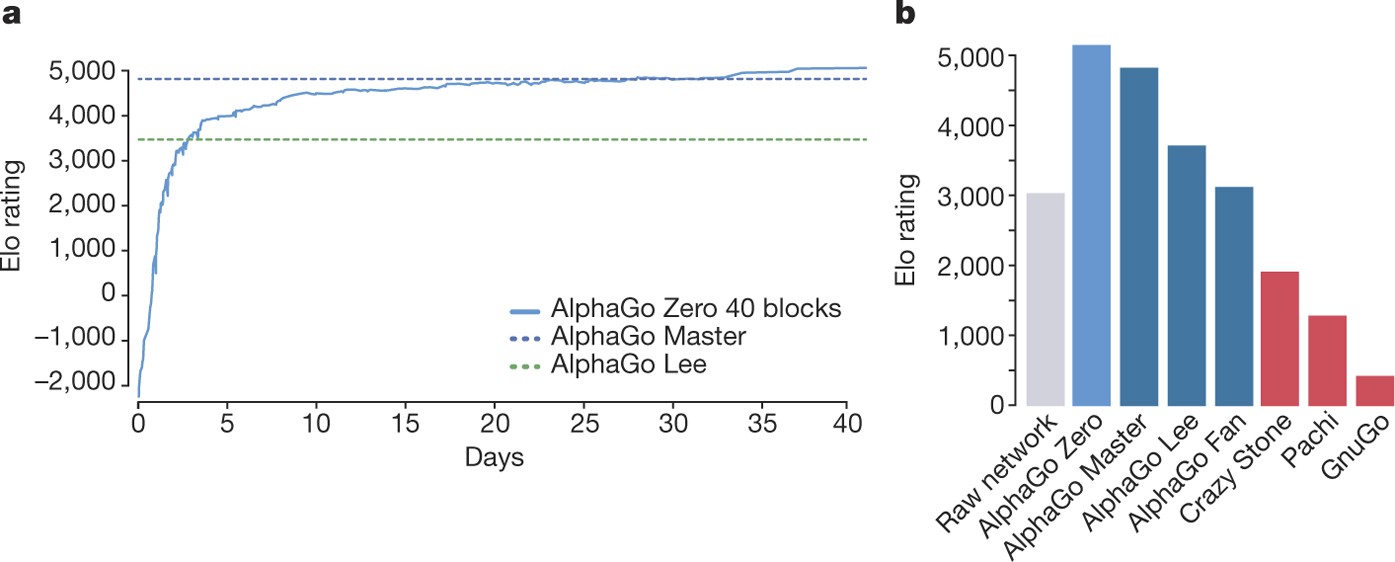 a
Elo rating
5,000
4,000
3,000
2,000
1,000
0
–1,000
–2,000
0 5 10 15 20 25 30 35 40
Days
AlphaGo Zero 40 blocks
AlphaGo Master
AlphaGo Lee
b
Elo rating
5,000
4,000
3,000
2,000
1,000
0
Raw network
AlphaGo Zero
AlphaGo Master
AlphaGo Lee
AlphaGo Fan
Crazy Stone
Pachi
GnuGo